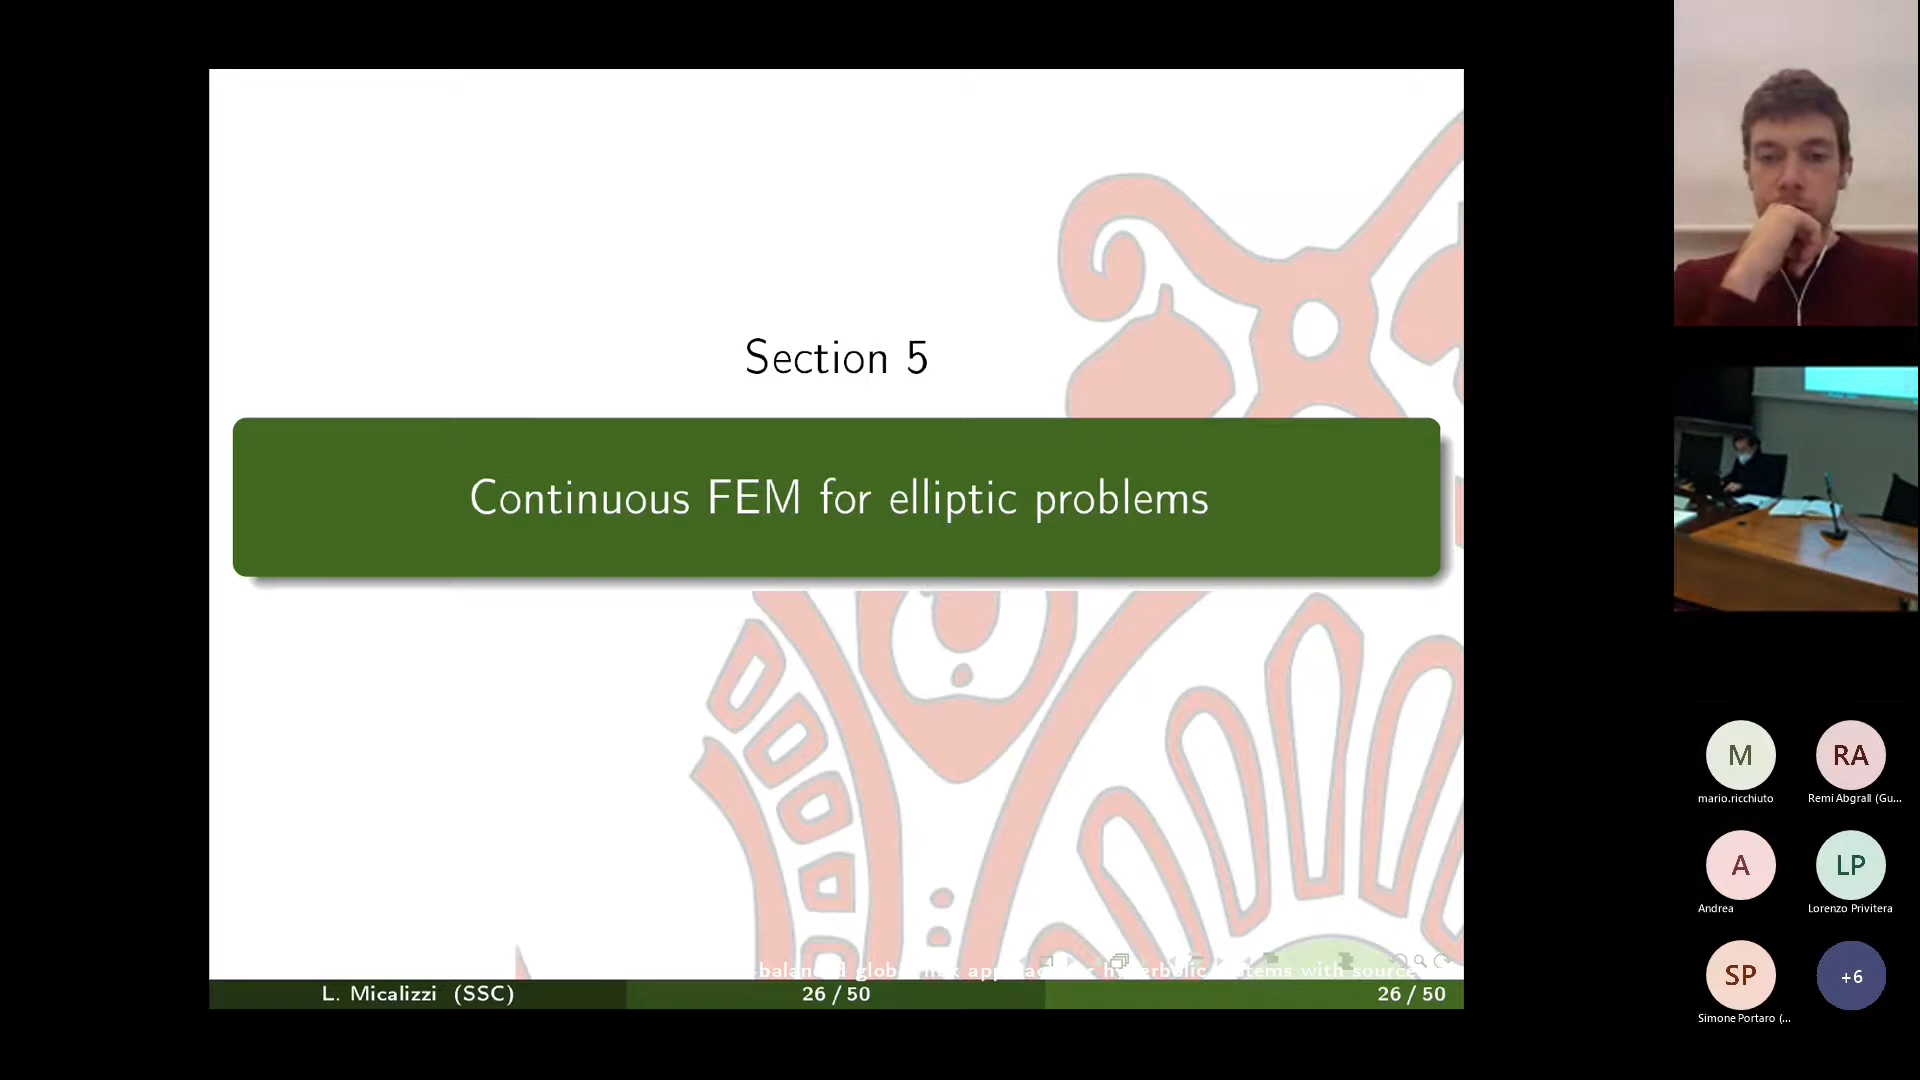 Section 5
Continuous FEM for elliptic problems
L. Micalizzi (SSC)
26 / 50
26 / 50
M
mario.ricchiuto
RA
Remi Abgrall (Gu...
A
Andrea
LP
Lorenzo Privitera
SP
Simone Portaro (...
+6